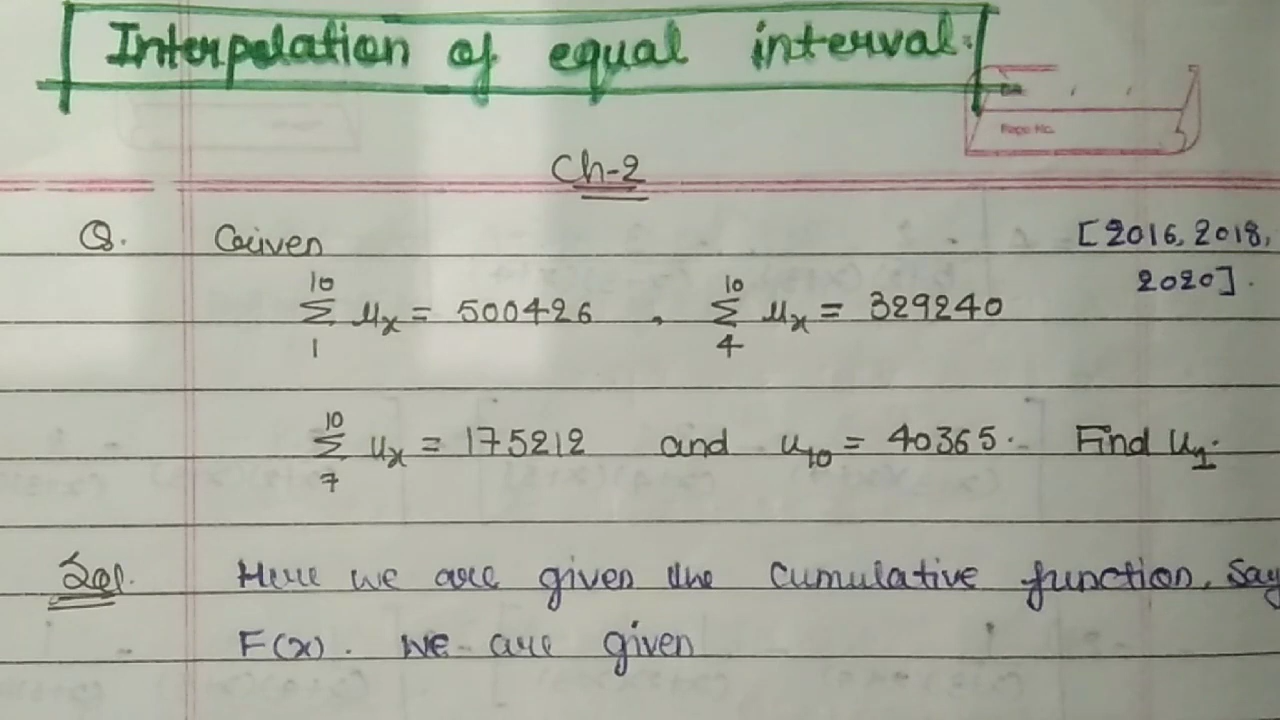 Interpolation of equal interval.
Page No.
Ch-2
Q. Given [2016, 2018, 2020].
10 Σ 1 ux = 500426 , 10 Σ 4 ux = 329240
10 Σ 7 ux = 175212 and u10 = 40365. Find u1.
Sol. Here we are given the cumulative function, say
F(x). We are given